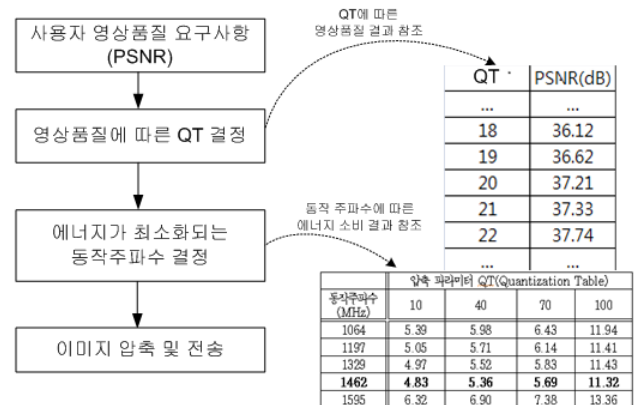 사용자 영상품질 요구사항
(PSNR)
영상품질에 따른 QT 결정
에너지가 최소화되는
동작주파수 결정
이미지 압축 및 전송
QT에 따른
영상품질 결과 참조
동작 주파수에 따른
에너지 소비 결과 참조
QT PSNR(dB)
... ...
18 36.12
19 36.62
20 37.21
21 37.33
22 37.74
... ...
압축 파라미터 QT(Quantization Table)
동작주파수
(MHz) 10 40 70 100
1064 5.39 5.98 6.43 11.94
1197 5.05 5.71 6.14 11.41
1329 4.97 5.52 5.83 11.43
1462 4.83 5.36 5.69 11.32
1595 6.32 6.90 7.38 13.36